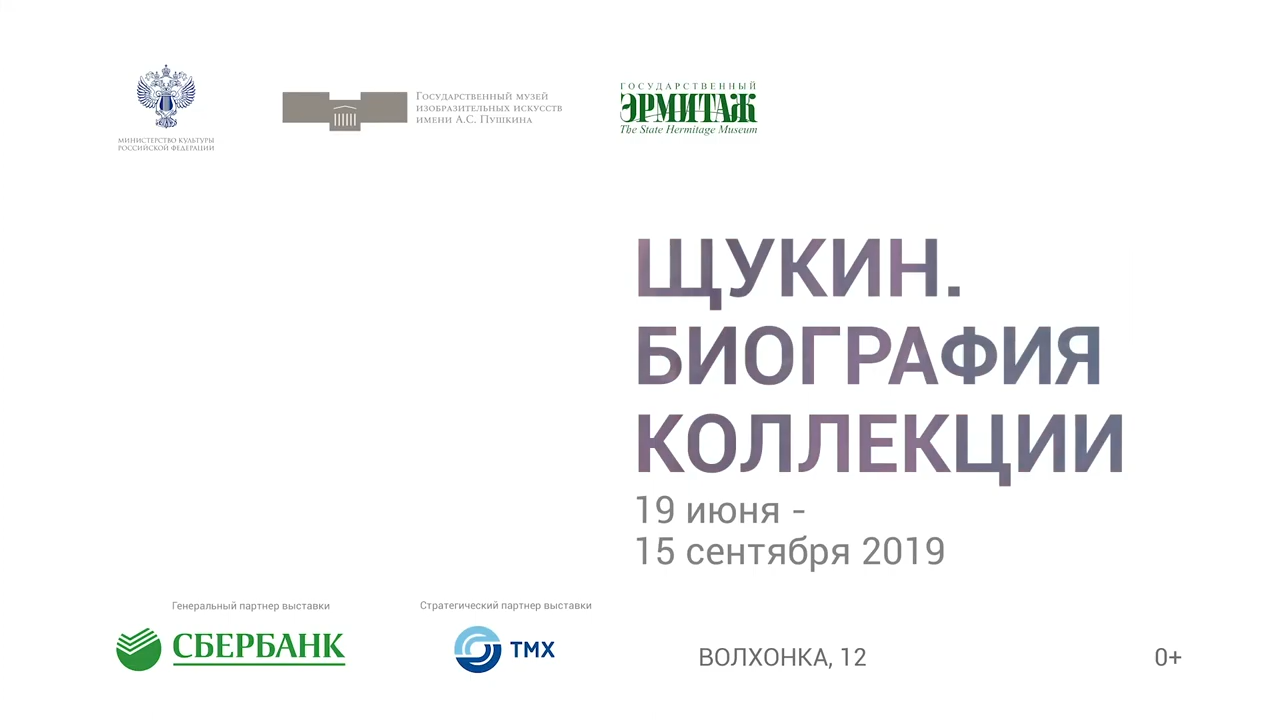 МИНИСТЕРСТВО КУЛЬТУРЫ
РОССИЙСКОЙ ФЕДЕРАЦИИ
ГОСУДАРСТВЕННЫЙ МУЗЕЙ
ИЗОБРАЗИТЕЛЬНЫХ ИСКУССТВ
ИМЕНИ А.С. ПУШКИНА
ГОСУДАРСТВЕННЫЙ
ЭРМИТАЖ
The State Hermitage Museum
ЩУКИН.
БИОГРАФИЯ
КОЛЛЕКЦИИ
19 июня -
15 сентября 2019
Генеральный партнер выставки
СБЕРБАНК
Стратегический партнер выставки
ТМХ
ВОЛХОНКА, 12
0+